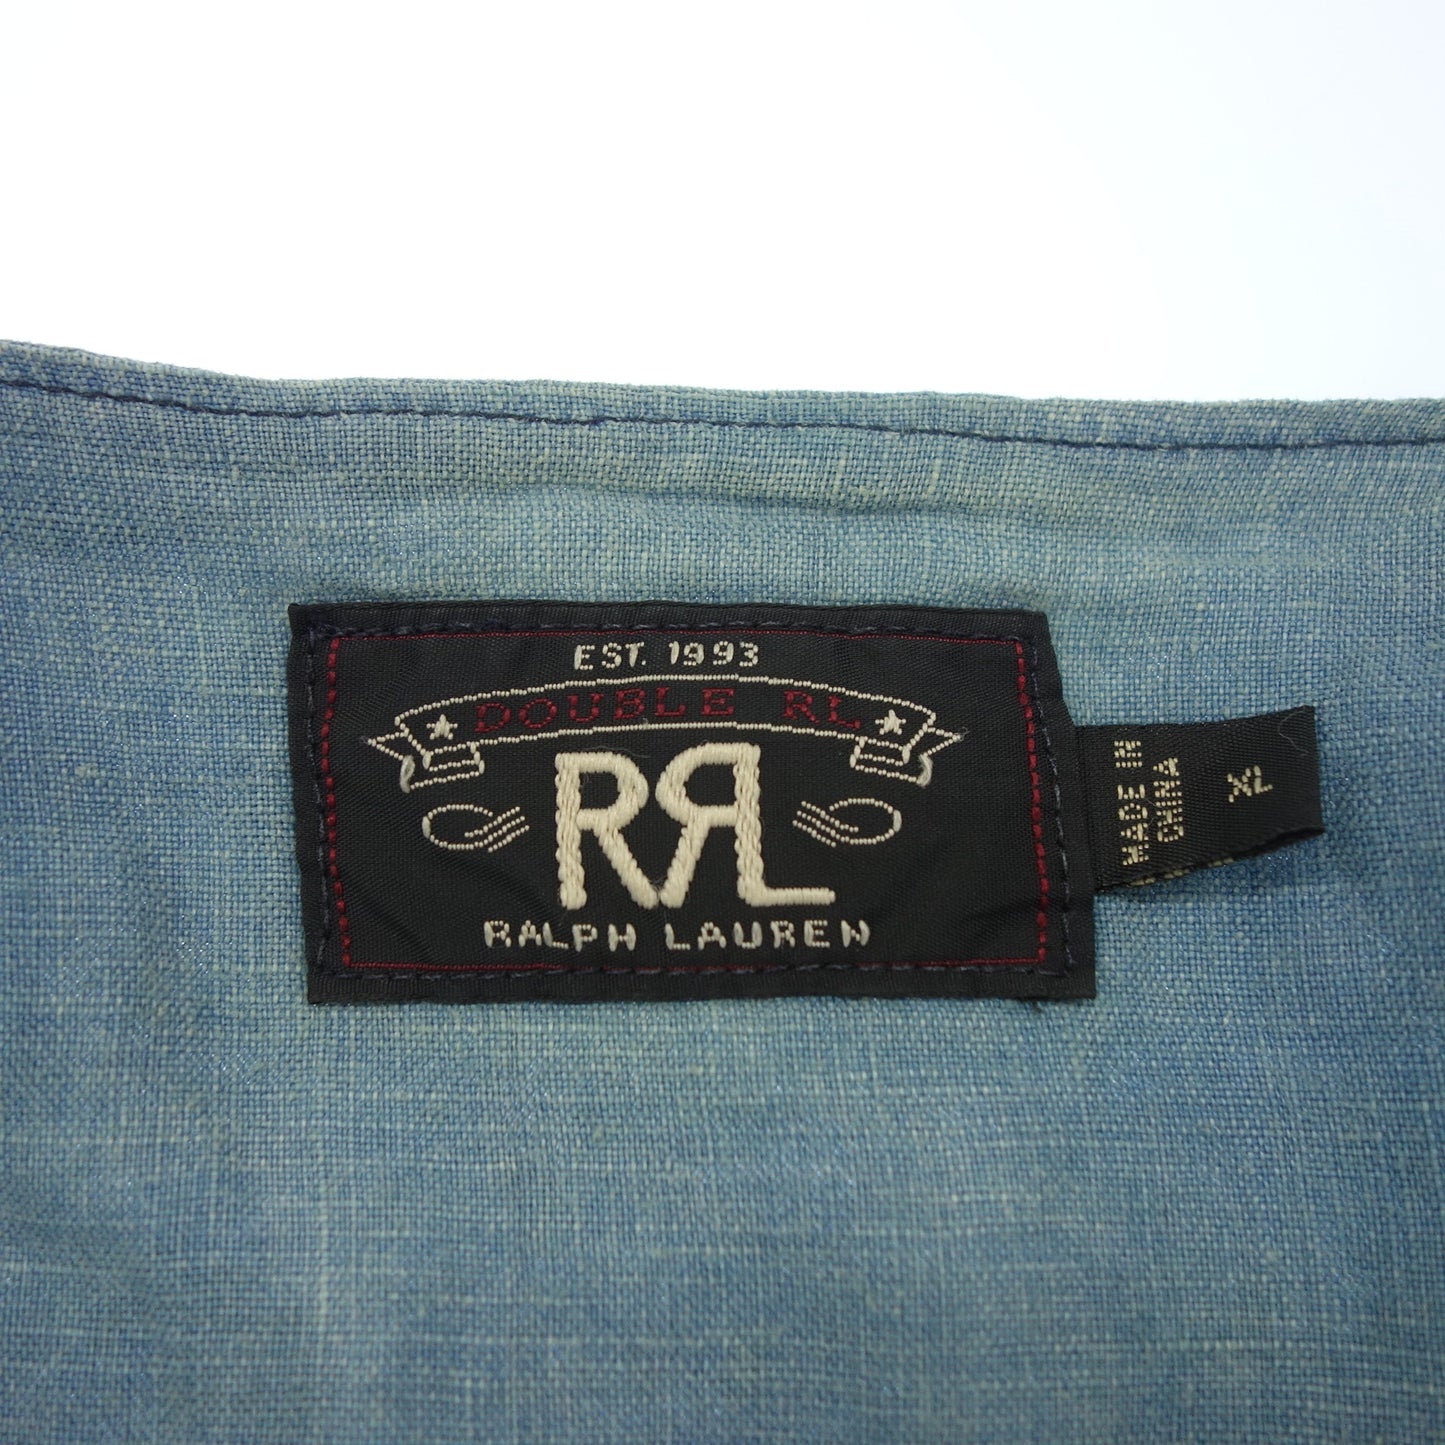 EST. 1993
DOUBLE RL
RRL
RALPH LAUREN
MADE IN
CHINA
XL